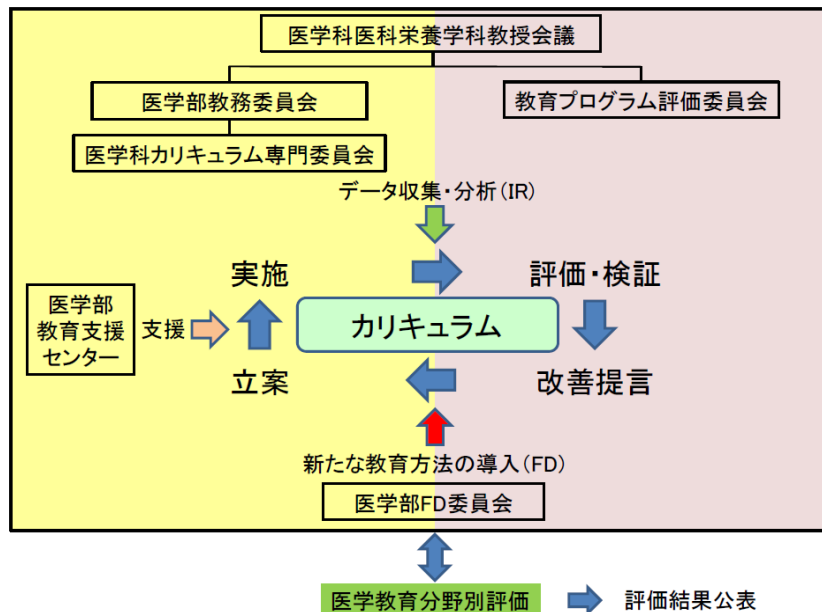 医学科医科栄養学科教授会議
医学部教務委員会
教育プログラム評価委員会
医学科カリキュラム専門委員会
データ収集・分析(IR)
実施
評価・検証
医学部
教育支援
センター
支援
カリキュラム
立案
改善提言
新たな教育方法の導入(FD)
医学部FD委員会
医学教育分野別評価
評価結果公表